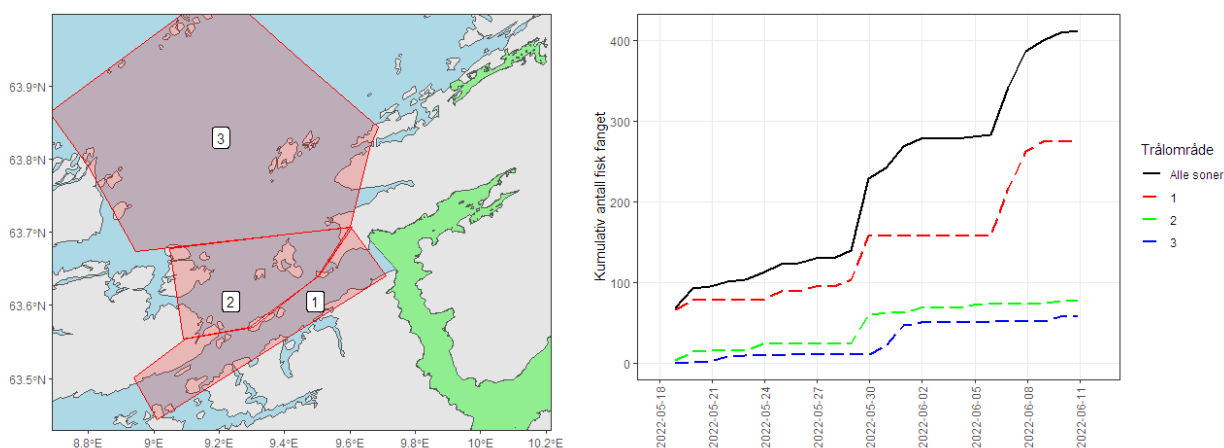 63.9°N
63.8°N
63.7°N
63.6°N
63.5°N
8.8°E 9°E 9.2°E 9.4°E 9.6°E 9.8°E 10°E 10.2°E
3
2
1
Kumulativ antall fisk fanget
400
300
200
100
0
2022-05-18
2022-05-21
2022-05-24
2022-05-27
2022-05-30
2022-06-02
2022-06-05
2022-06-08
2022-06-11
Trålområde
Alle soner
1
2
3